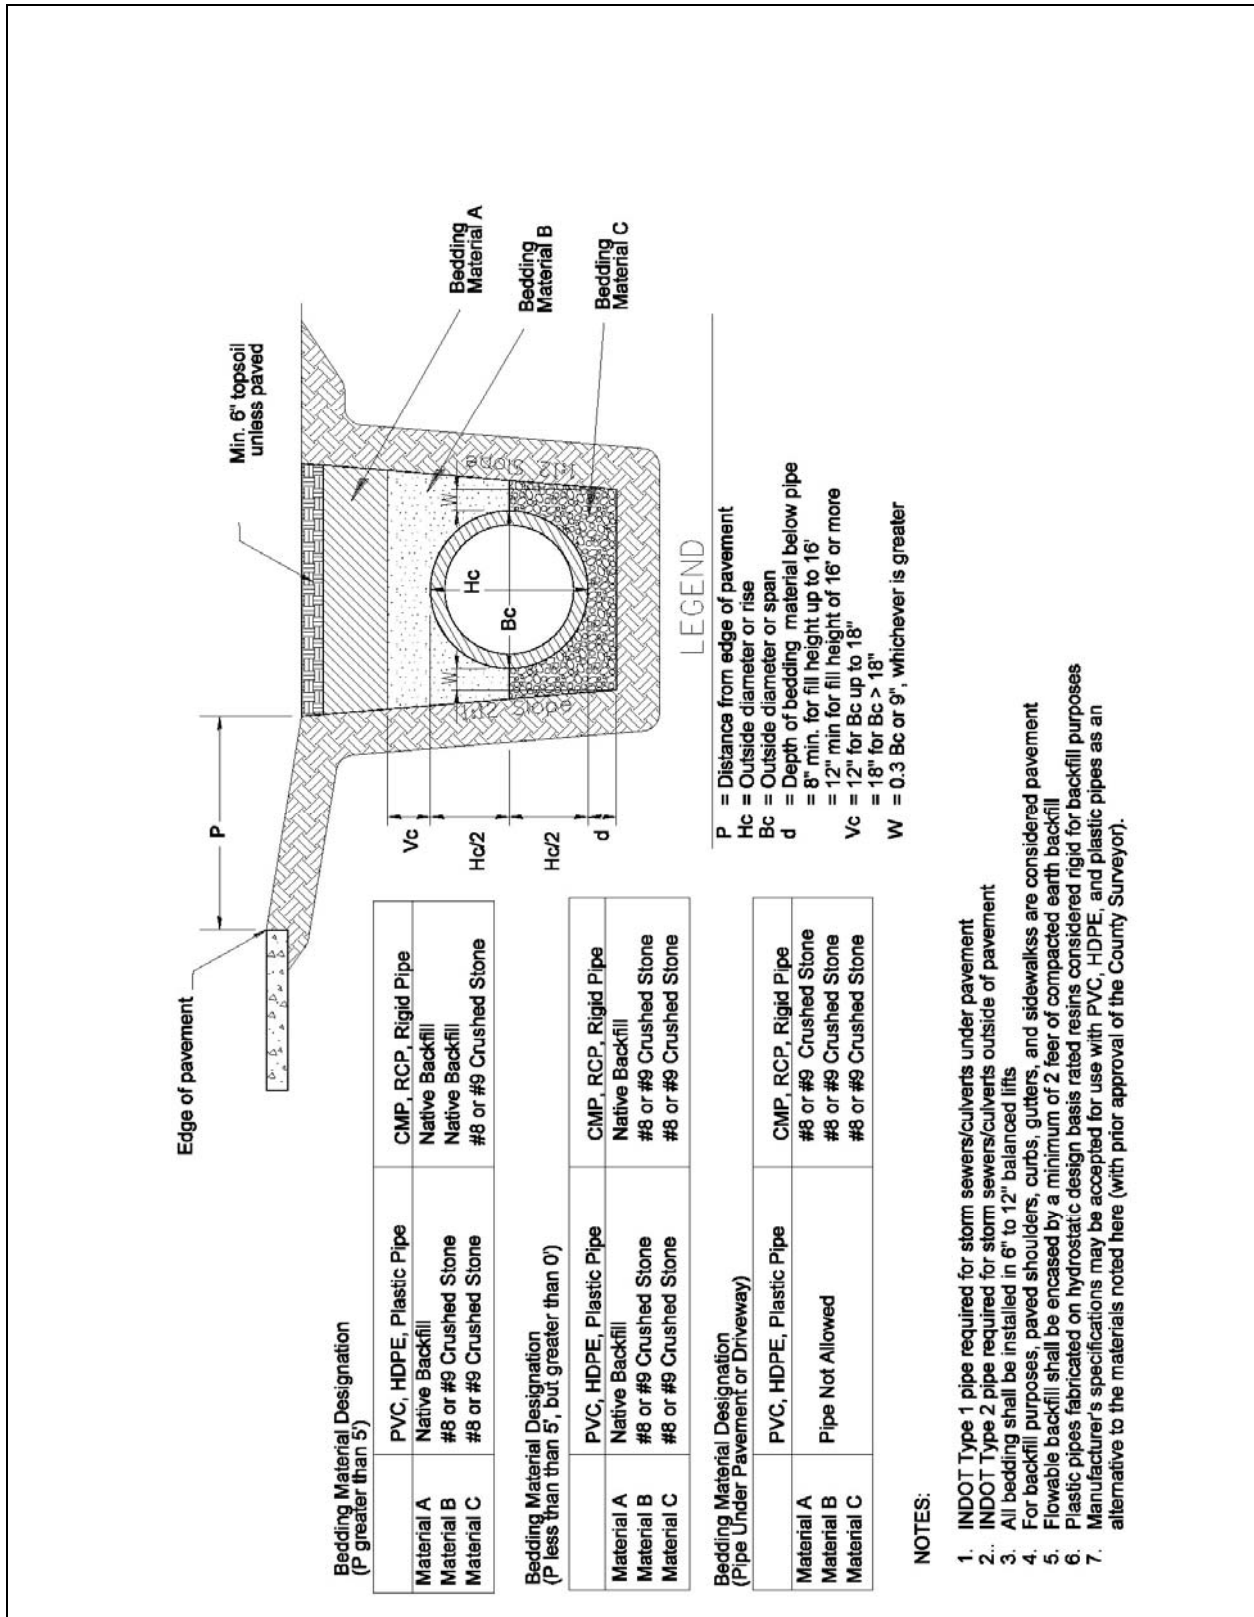 Edge of pavement
P
Min. 6" topsoil
unless paved
Bedding
Material A
Bedding
Material B
Bedding
Material C
Vc
Hc/2
Hc/2
d
Hc
Bc
W
W
1:12 Slope
1:12 Slope
LEGEND
P = Distance from edge of pavement
Hc = Outside diameter or rise
Bc = Outside diameter or span
d = Depth of bedding material below pipe
= 8" min. for fill height up to 16'
= 12" min for fill height of 16' or more
Vc = 12" for Bc up to 18"
= 18" for Bc > 18"
W = 0.3 Bc or 9", whichever is greater
Bedding Material Designation
(P greater than 5')
PVC, HDPE, Plastic Pipe CMP, RCP, Rigid Pipe
Material A Native Backfill Native Backfill
Material B #8 or #9 Crushed Stone Native Backfill
Material C #8 or #9 Crushed Stone #8 or #9 Crushed Stone
Bedding Material Designation
(P less than than 5', but greater than 0')
PVC, HDPE, Plastic Pipe CMP, RCP, Rigid Pipe
Material A Native Backfill Native Backfill
Material B #8 or #9 Crushed Stone #8 or #9 Crushed Stone
Material C #8 or #9 Crushed Stone #8 or #9 Crushed Stone
Bedding Material Designation
(Pipe Under Pavement or Driveway)
PVC, HDPE, Plastic Pipe CMP, RCP, Rigid Pipe
Material A #8 or #9 Crushed Stone
Material B Pipe Not Allowed #8 or #9 Crushed Stone
Material C #8 or #9 Crushed Stone
NOTES:
1. INDOT Type 1 pipe required for storm sewers/culverts under pavement
2.. INDOT Type 2 pipe required for storm sewers/culverts outside of pavement
3. All bedding shall be installed in 6" to 12" balanced lifts
4. For backfill purposes, paved shoulders, curbs, gutters, and sidewalkss are considered pavement
5. Flowable backfill shall be encased by a minimum of 2 feer of compacted earth backfill
6. Plastic pipes fabricated on hydrostatic design basis rated resins considered rigid for backfill purposes
7. Manufacturer's specifications may be accepted for use with PVC, HDPE, and plastic pipes as an
alternative to the materials noted here (with prior approval of the County Surveyor).